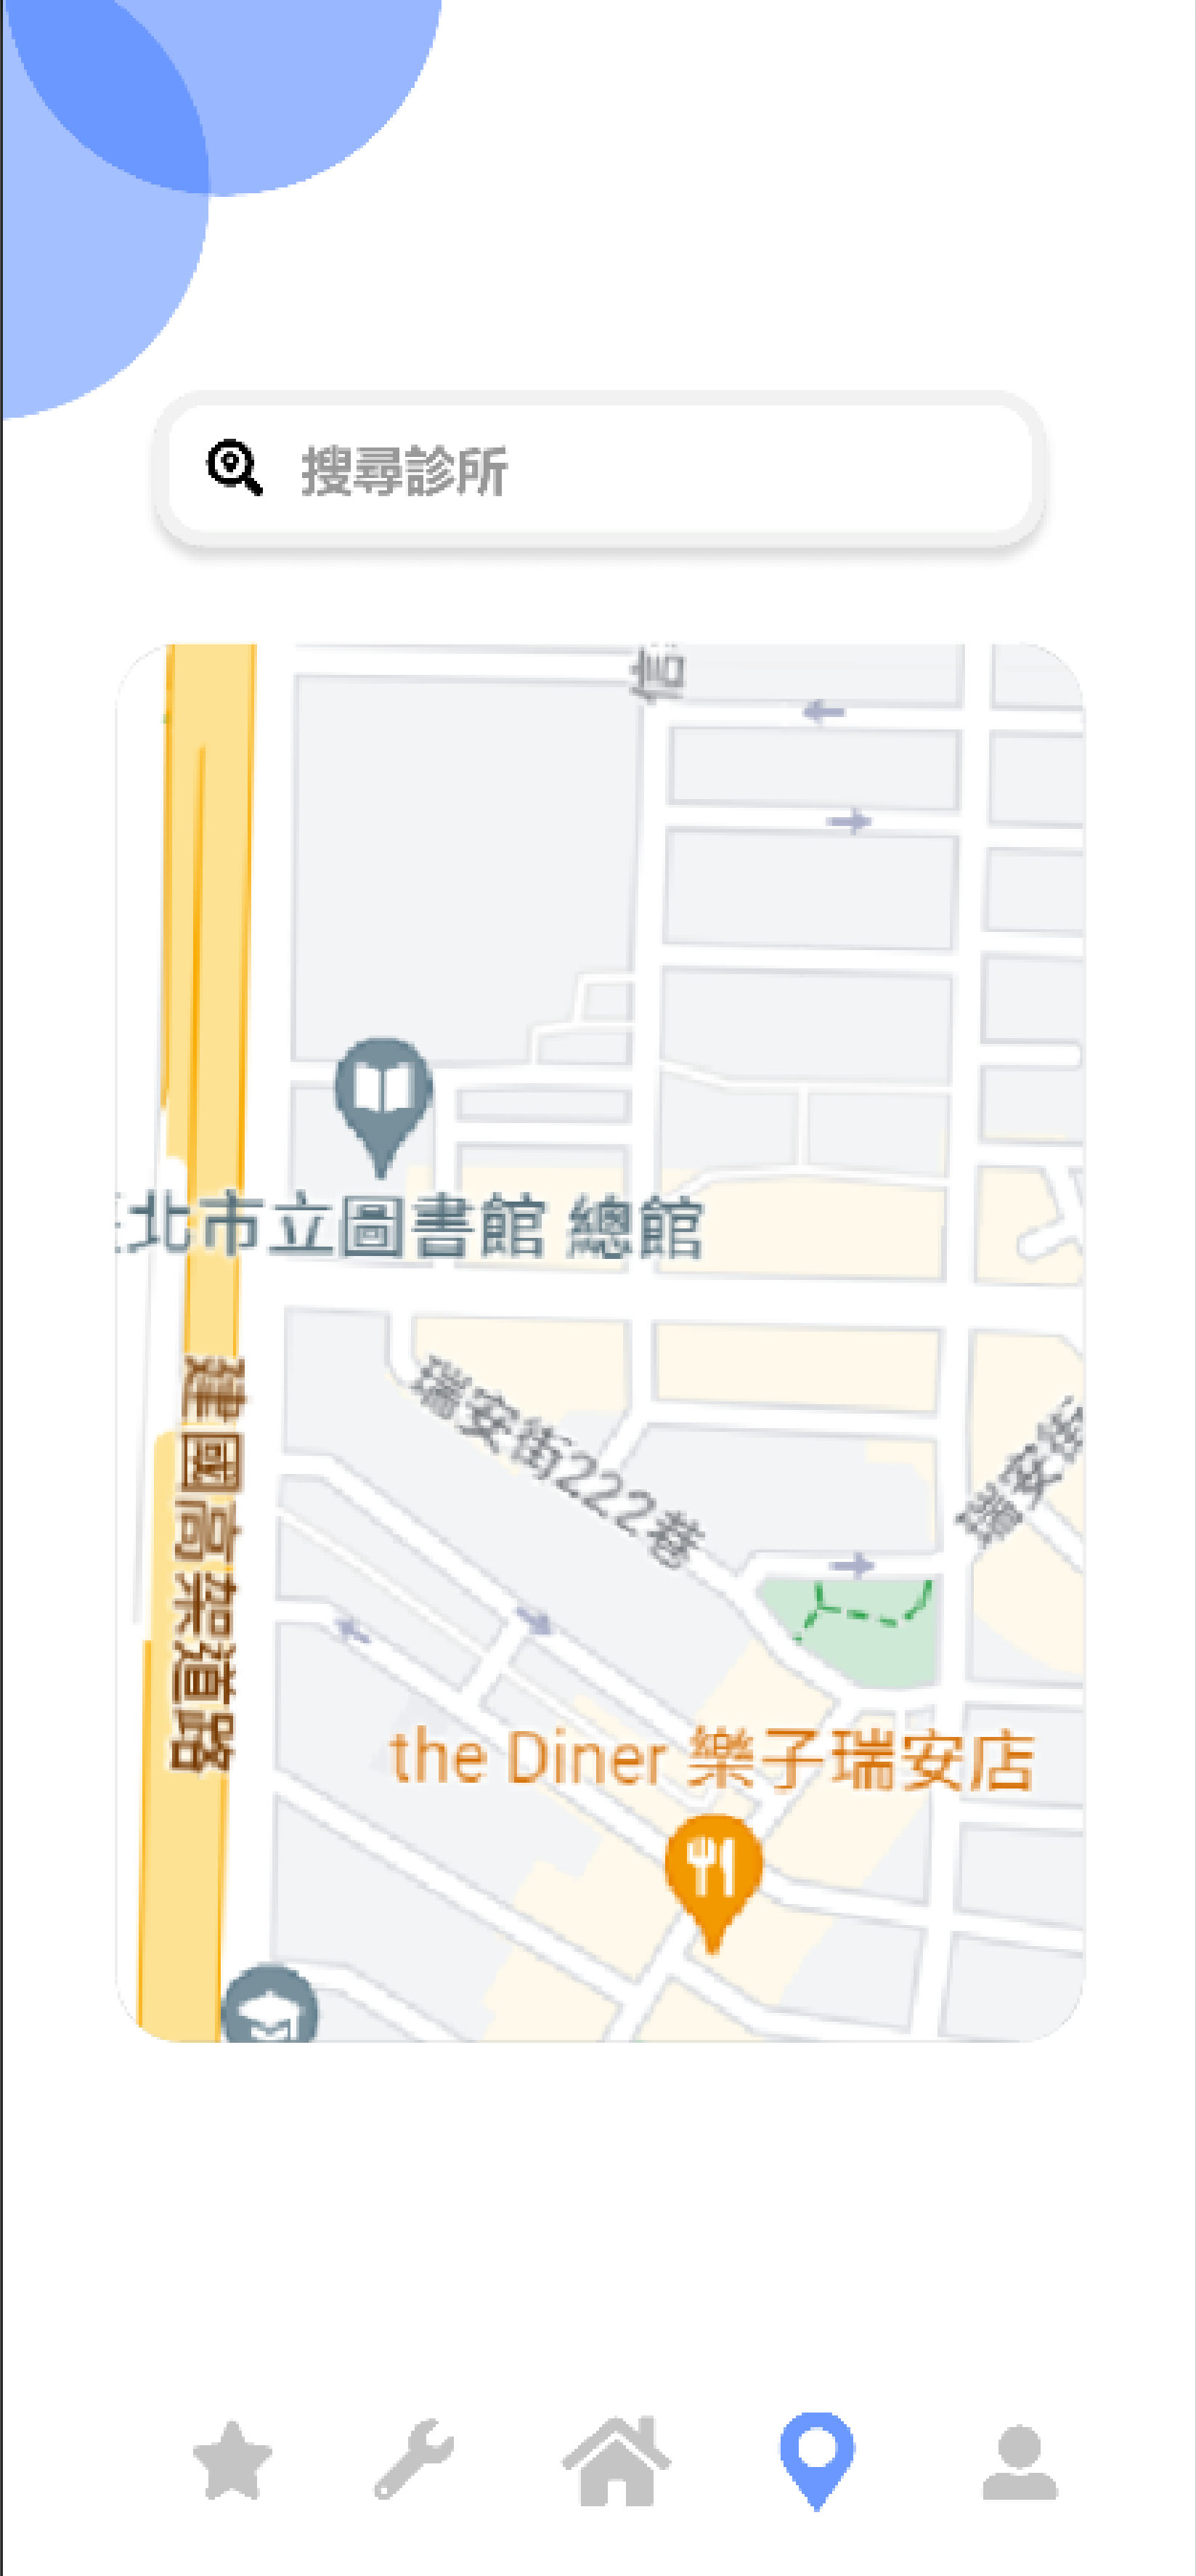 搜尋診所
信
北市立圖書館 總館
建國高架道路
瑞安街222巷
瑞安街
the Diner 樂子瑞安店